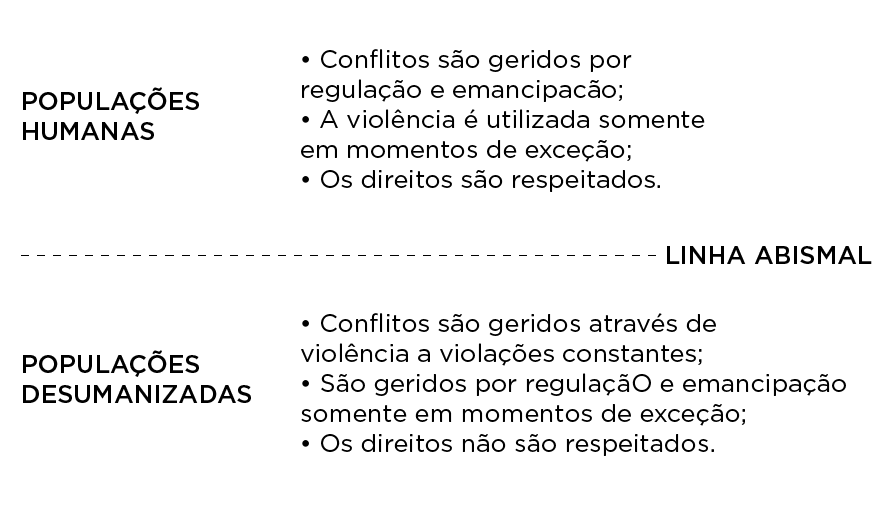 POPULAÇÕES
HUMANAS
• Conflitos são geridos por
regulação e emancipacão;
• A violência é utilizada somente
em momentos de exceção;
• Os direitos são respeitados.
LINHA ABISMAL
POPULAÇÕES
DESUMANIZADAS
• Conflitos são geridos através de
violência a violações constantes;
• São geridos por regulaçãO e emancipação
somente em momentos de exceção;
• Os direitos não são respeitados.